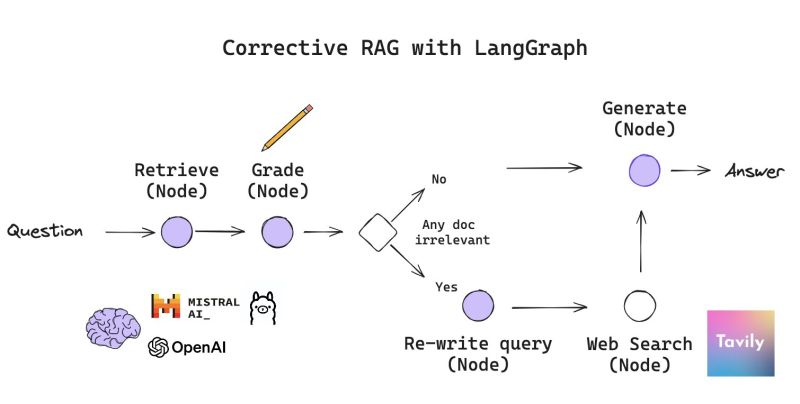 Corrective RAG with LangGraph
Question
Retrieve
(Node)
Grade
(Node)
Any doc
irrelevant
No
Yes
Re-write query
(Node)
Web Search
(Node)
Generate
(Node)
Answer
MISTRAL
AI_
OpenAI
Tavily